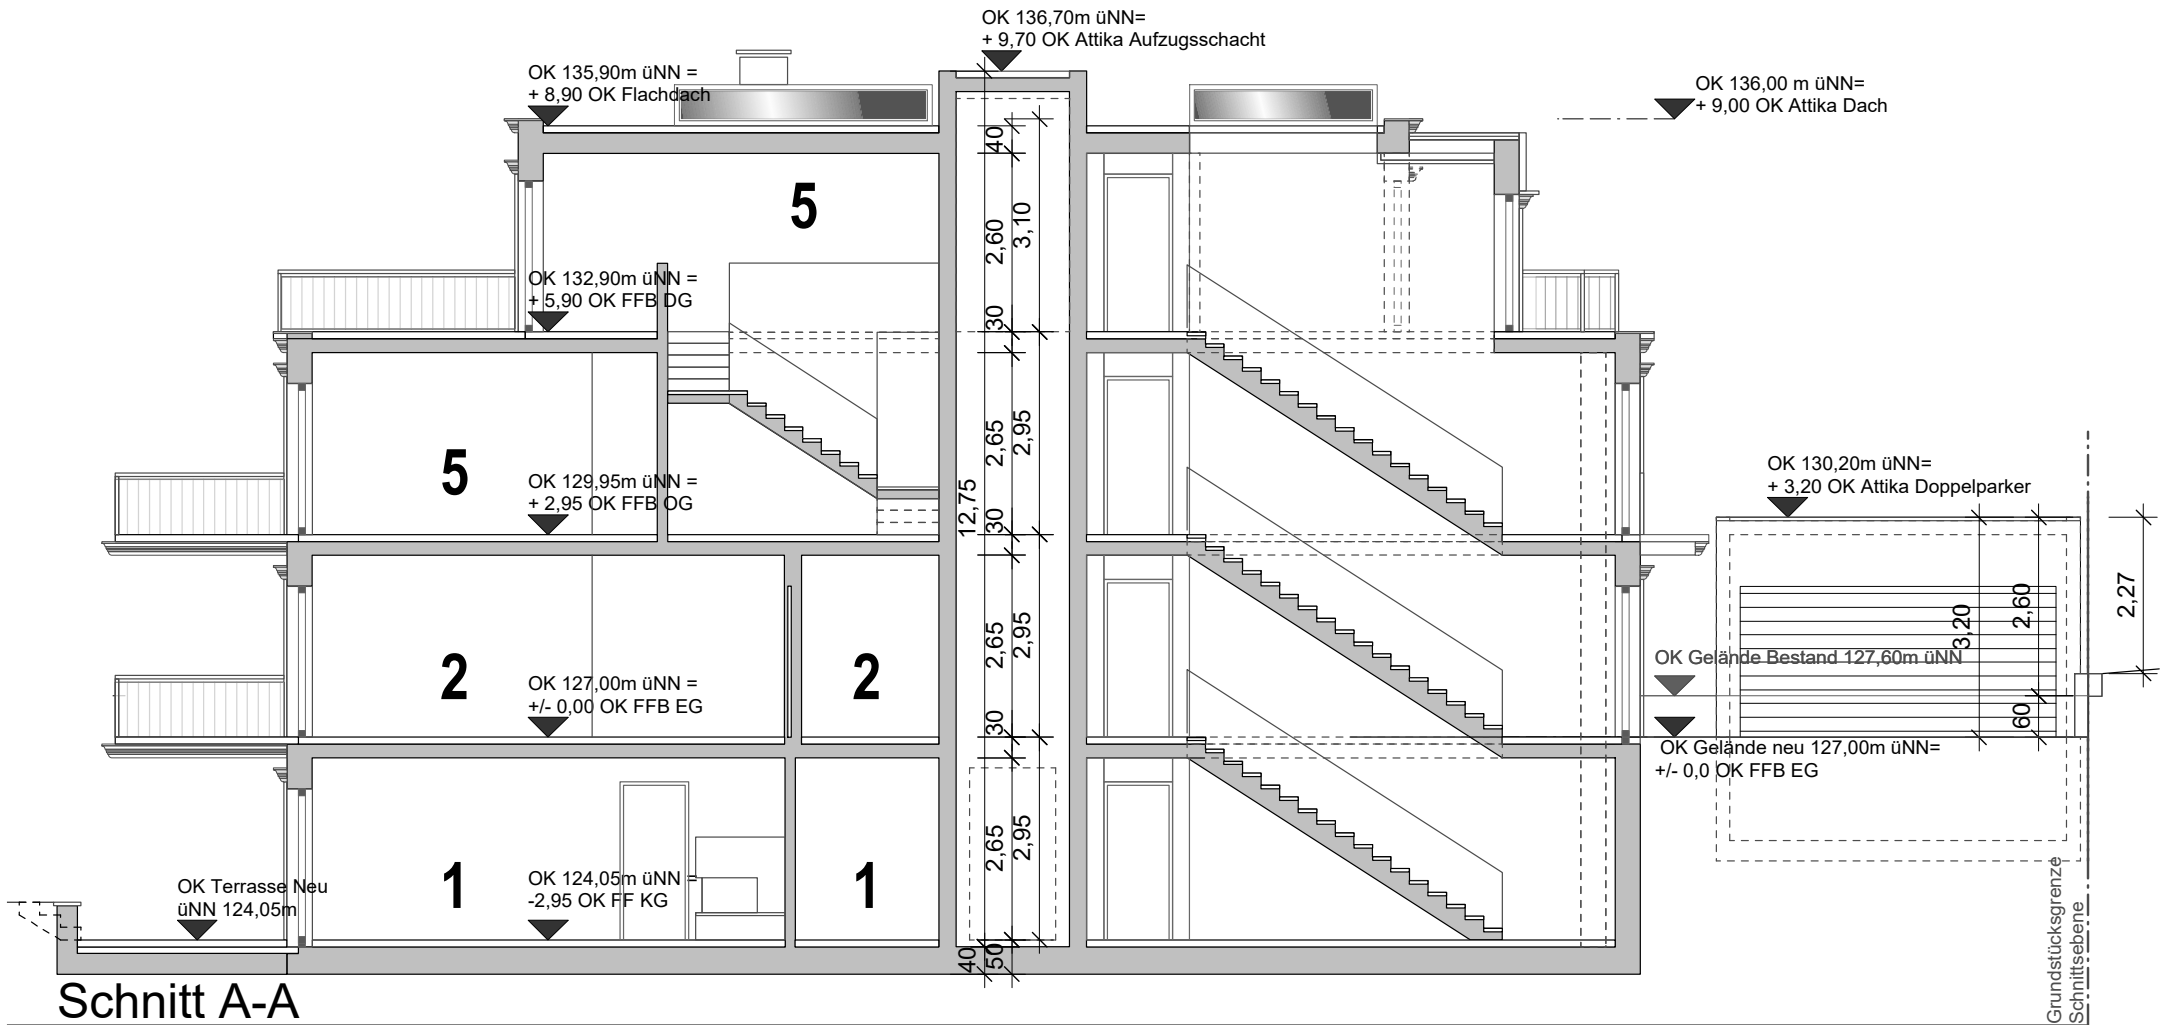 OK 136,70m üNN=
+ 9,70 OK Attika Aufzugsschacht
OK 135,90m üNN =
+ 8,90 OK Flachdach
OK 136,00 m üNN=
+ 9,00 OK Attika Dach
40
5
2,60
3,10
OK 132,90m üNN =
+ 5,90 OK FFB DG
30
5
2,65
2,95
OK 129,95m üNN =
+ 2,95 OK FFB OG
12,75
30
OK 130,20m üNN=
+ 3,20 OK Attika Doppelparker
2,27
2,60
3,20
2
2
2,65
2,95
OK 127,00m üNN =
+/- 0,00 OK FFB EG
30
OK Gelände Bestand 127,60m üNN
60
OK Gelände neu 127,00m üNN=
+/- 0,0 OK FFB EG
1
1
2,65
2,95
OK 124,05m üNN =
-2,95 OK FF KG
OK Terrasse Neu
üNN 124,05m
40
50
Grundstücksgrenze
Schnittsebene
Schnitt A-A